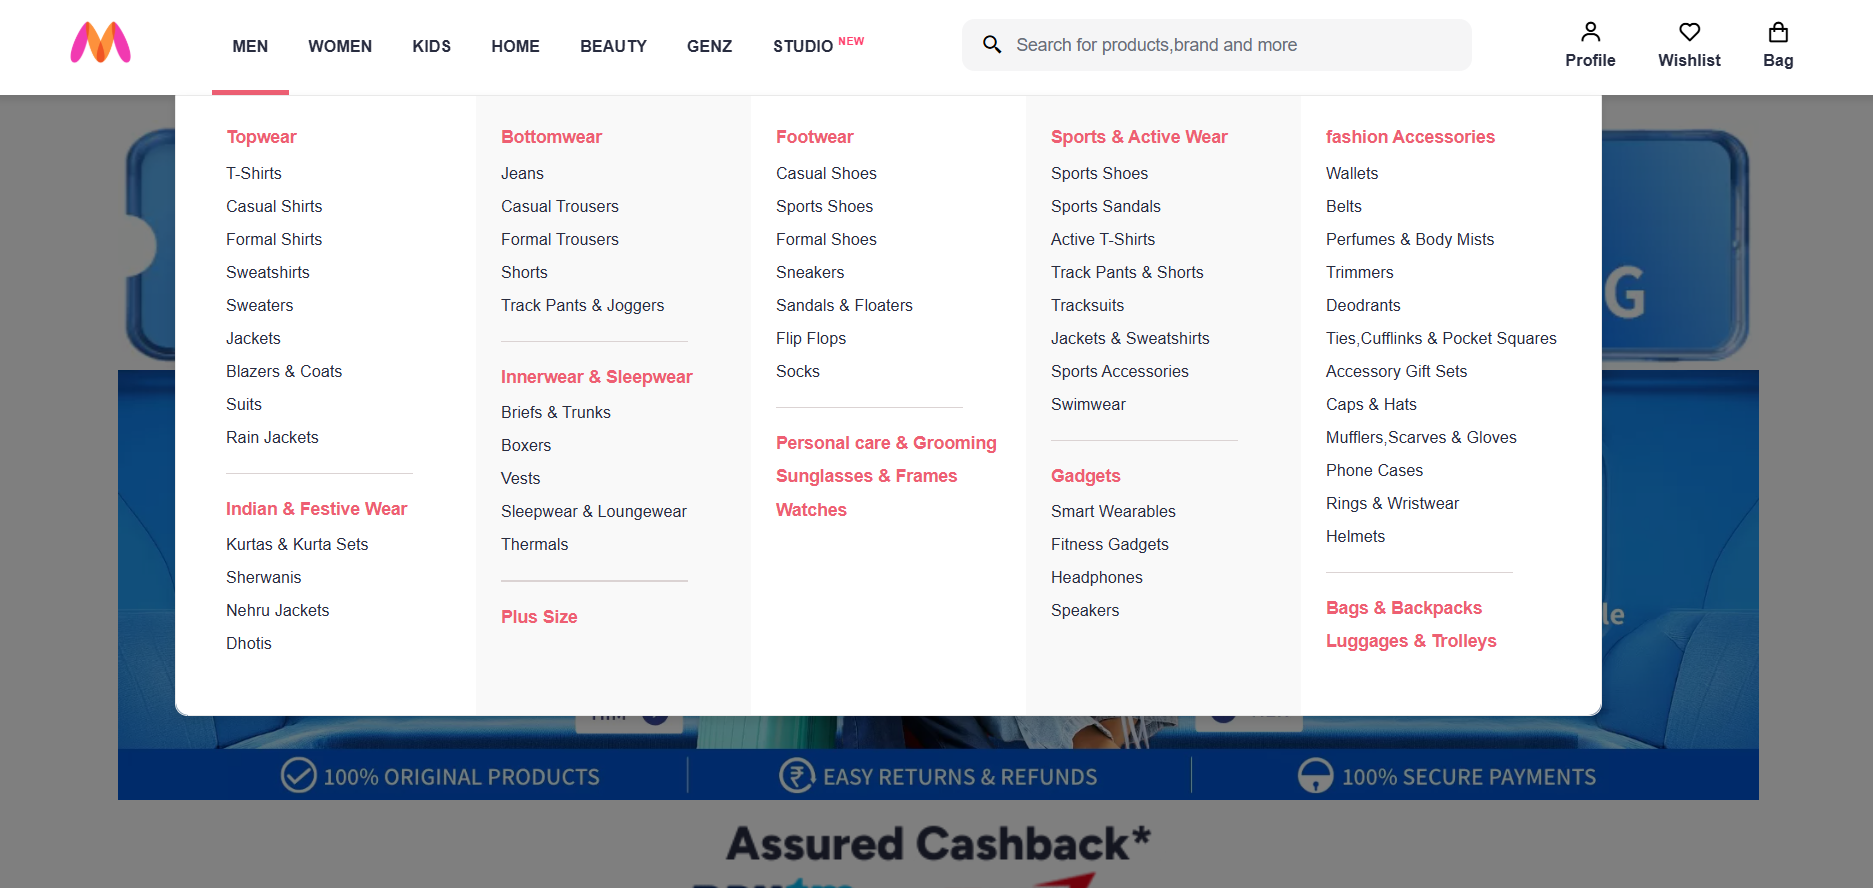 MEN
WOMEN
KIDS
HOME
BEAUTY
GENZ
STUDIO NEW
Search for products,brand and more
Profile
Wishlist
Bag
Topwear
T-Shirts
Casual Shirts
Formal Shirts
Sweatshirts
Sweaters
Jackets
Blazers & Coats
Suits
Rain Jackets
Indian & Festive Wear
Kurtas & Kurta Sets
Sherwanis
Nehru Jackets
Dhotis
Bottomwear
Jeans
Casual Trousers
Formal Trousers
Shorts
Track Pants & Joggers
Innerwear & Sleepwear
Briefs & Trunks
Boxers
Vests
Sleepwear & Loungewear
Thermals
Plus Size
Footwear
Casual Shoes
Sports Shoes
Formal Shoes
Sneakers
Sandals & Floaters
Flip Flops
Socks
Personal care & Grooming
Sunglasses & Frames
Watches
Sports & Active Wear
Sports Shoes
Sports Sandals
Active T-Shirts
Track Pants & Shorts
Tracksuits
Jackets & Sweatshirts
Sports Accessories
Swimwear
Gadgets
Smart Wearables
Fitness Gadgets
Headphones
Speakers
fashion Accessories
Wallets
Belts
Perfumes & Body Mists
Trimmers
Deodrants
Ties,Cufflinks & Pocket Squares
Accessory Gift Sets
Caps & Hats
Mufflers,Scarves & Gloves
Phone Cases
Rings & Wristwear
Helmets
Bags & Backpacks
Luggages & Trolleys
G
le
100% ORIGINAL PRODUCTS
EASY RETURNS & REFUNDS
100% SECURE PAYMENTS
Assured Cashback*